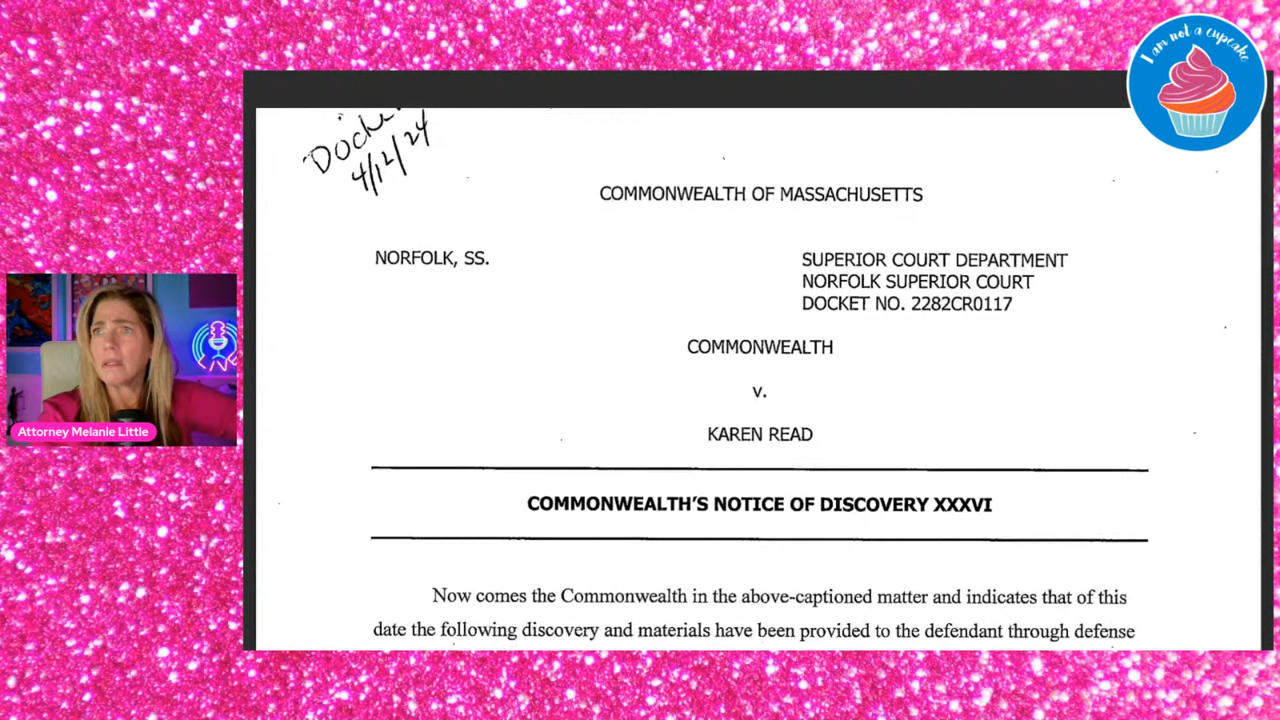 I am not a cupcake
4/12/24
COMMONWEALTH OF MASSACHUSETTS
NORFOLK, SS.
SUPERIOR COURT DEPARTMENT
NORFOLK SUPERIOR COURT
DOCKET NO. 2282CR0117
COMMONWEALTH
v.
KAREN READ
COMMONWEALTH'S NOTICE OF DISCOVERY XXXVI
Now comes the Commonwealth in the above-captioned matter and indicates that of this
date the following discovery and materials have been provided to the defendant through defense
Attorney Melanie Little